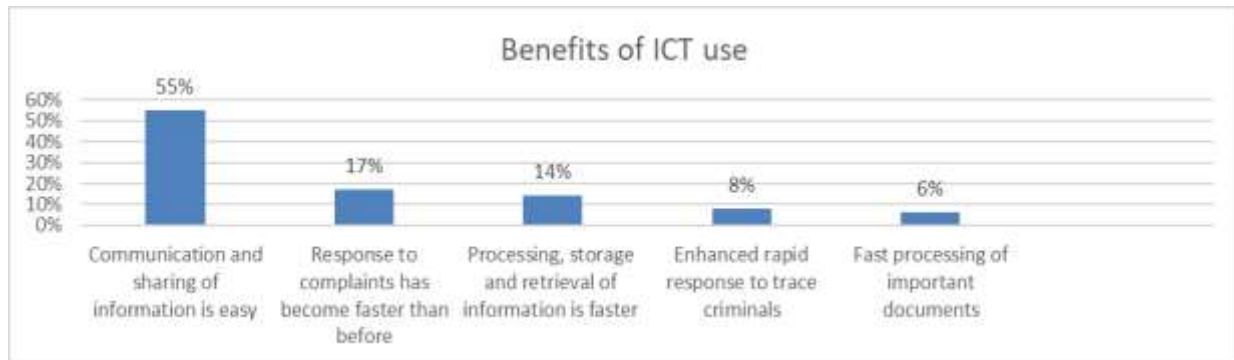 Benefits of ICT use
55%
60%
50%
40%
30%
20%
10%
0%
17%
14%
8%
6%
Communication and
sharing of
information is easy
Response to
complaints has
become faster than
before
Processing, storage
and retrieval of
information is faster
Enhanced rapid
response to trace
criminals
Fast processing of
important
documents